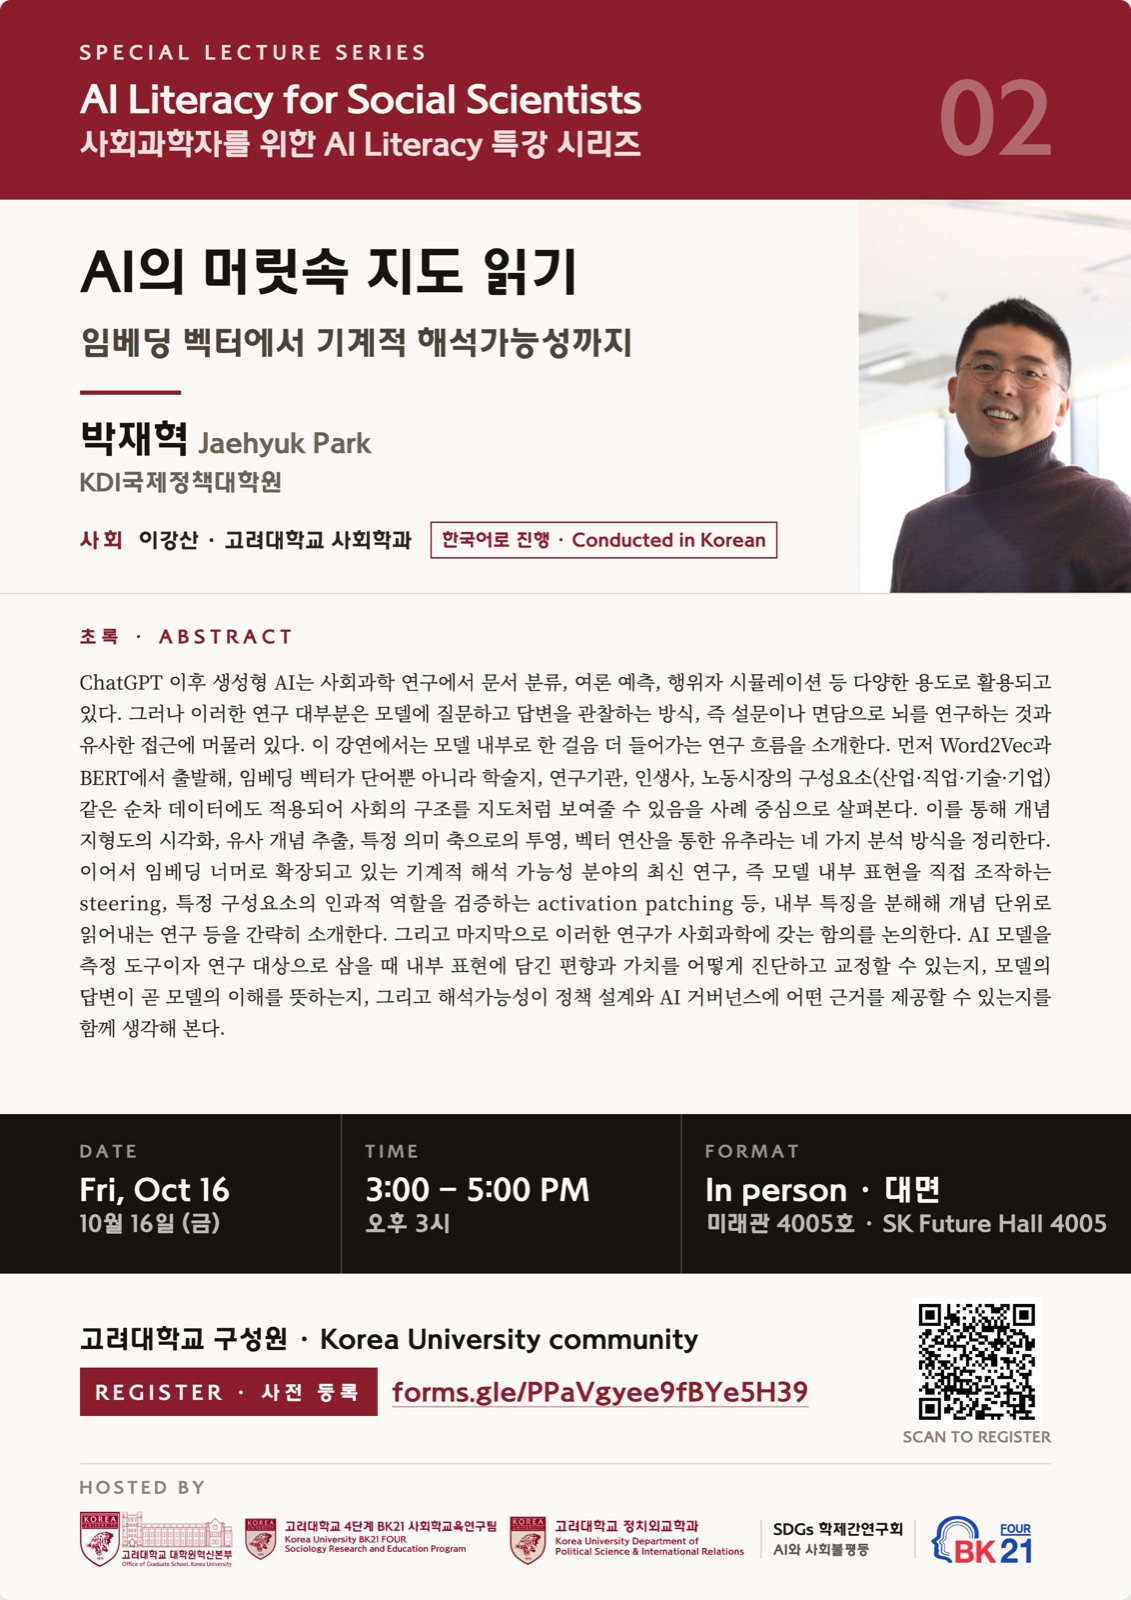 SPECIAL LECTURE SERIES
AI Literacy for Social Scientists
사회과학자를 위한 AI Literacy 특강 시리즈
02
AI의 머릿속 지도 읽기
임베딩 벡터에서 기계적 해석가능성까지
박재혁 Jaehyuk Park
KDI국제정책대학원
사회 이강산 · 고려대학교 사회학과
한국어로 진행 · Conducted in Korean
초록 · ABSTRACT
ChatGPT 이후 생성형 AI는 사회과학 연구에서 문서 분류, 여론 예측, 행위자 시뮬레이션 등 다양한 용도로 활용되고
있다. 그러나 이러한 연구 대부분은 모델에 질문하고 답변을 관찰하는 방식, 즉 설문이나 면담으로 뇌를 연구하는 것과
유사한 접근에 머물러 있다. 이 강연에서는 모델 내부로 한 걸음 더 들어가는 연구 흐름을 소개한다. 먼저 Word2Vec과
BERT에서 출발해, 임베딩 벡터가 단어뿐 아니라 학술지, 연구기관, 인생사, 노동시장의 구성요소(산업·직업·기술·기업)
같은 순차 데이터에도 적용되어 사회의 구조를 지도처럼 보여줄 수 있음을 사례 중심으로 살펴본다. 이를 통해 개념
지형도의 시각화, 유사 개념 추출, 특정 의미 축으로의 투영, 벡터 연산을 통한 유추라는 네 가지 분석 방식을 정리한다.
이어서 임베딩 너머로 확장되고 있는 기계적 해석 가능성 분야의 최신 연구, 즉 모델 내부 표현을 직접 조작하는
steering, 특정 구성요소의 인과적 역할을 검증하는 activation patching 등, 내부 특징을 분해해 개념 단위로
읽어내는 연구 등을 간략히 소개한다. 그리고 마지막으로 이러한 연구가 사회과학에 갖는 함의를 논의한다. AI 모델을
측정 도구이자 연구 대상으로 삼을 때 내부 표현에 담긴 편향과 가치를 어떻게 진단하고 교정할 수 있는지, 모델의
답변이 곧 모델의 이해를 뜻하는지, 그리고 해석가능성이 정책 설계와 AI 거버넌스에 어떤 근거를 제공할 수 있는지를
함께 생각해 본다.
DATE
Fri, Oct 16
10월 16일 (금)
TIME
3:00 – 5:00 PM
오후 3시
FORMAT
In person · 대면
미래관 4005호 · SK Future Hall 4005
고려대학교 구성원 · Korea University community
REGISTER · 사전 등록
forms.gle/PPaVgyee9fBYe5H39
SCAN TO REGISTER
HOSTED BY
KOREA
UNIVERSITY
고려대학교 대학원혁신본부
Office of Graduate School, Korea University
KOREA
UNIVERSITY
고려대학교 4단계 BK21 사회학교육연구팀
Korea University BK21 FOUR
Sociology Research and Education Program
KOREA
UNIVERSITY
고려대학교 정치외교학과
Korea University Department of
Political Science & International Relations
SDGs 학제간연구회
AI와 사회불평등
FOUR
BK21